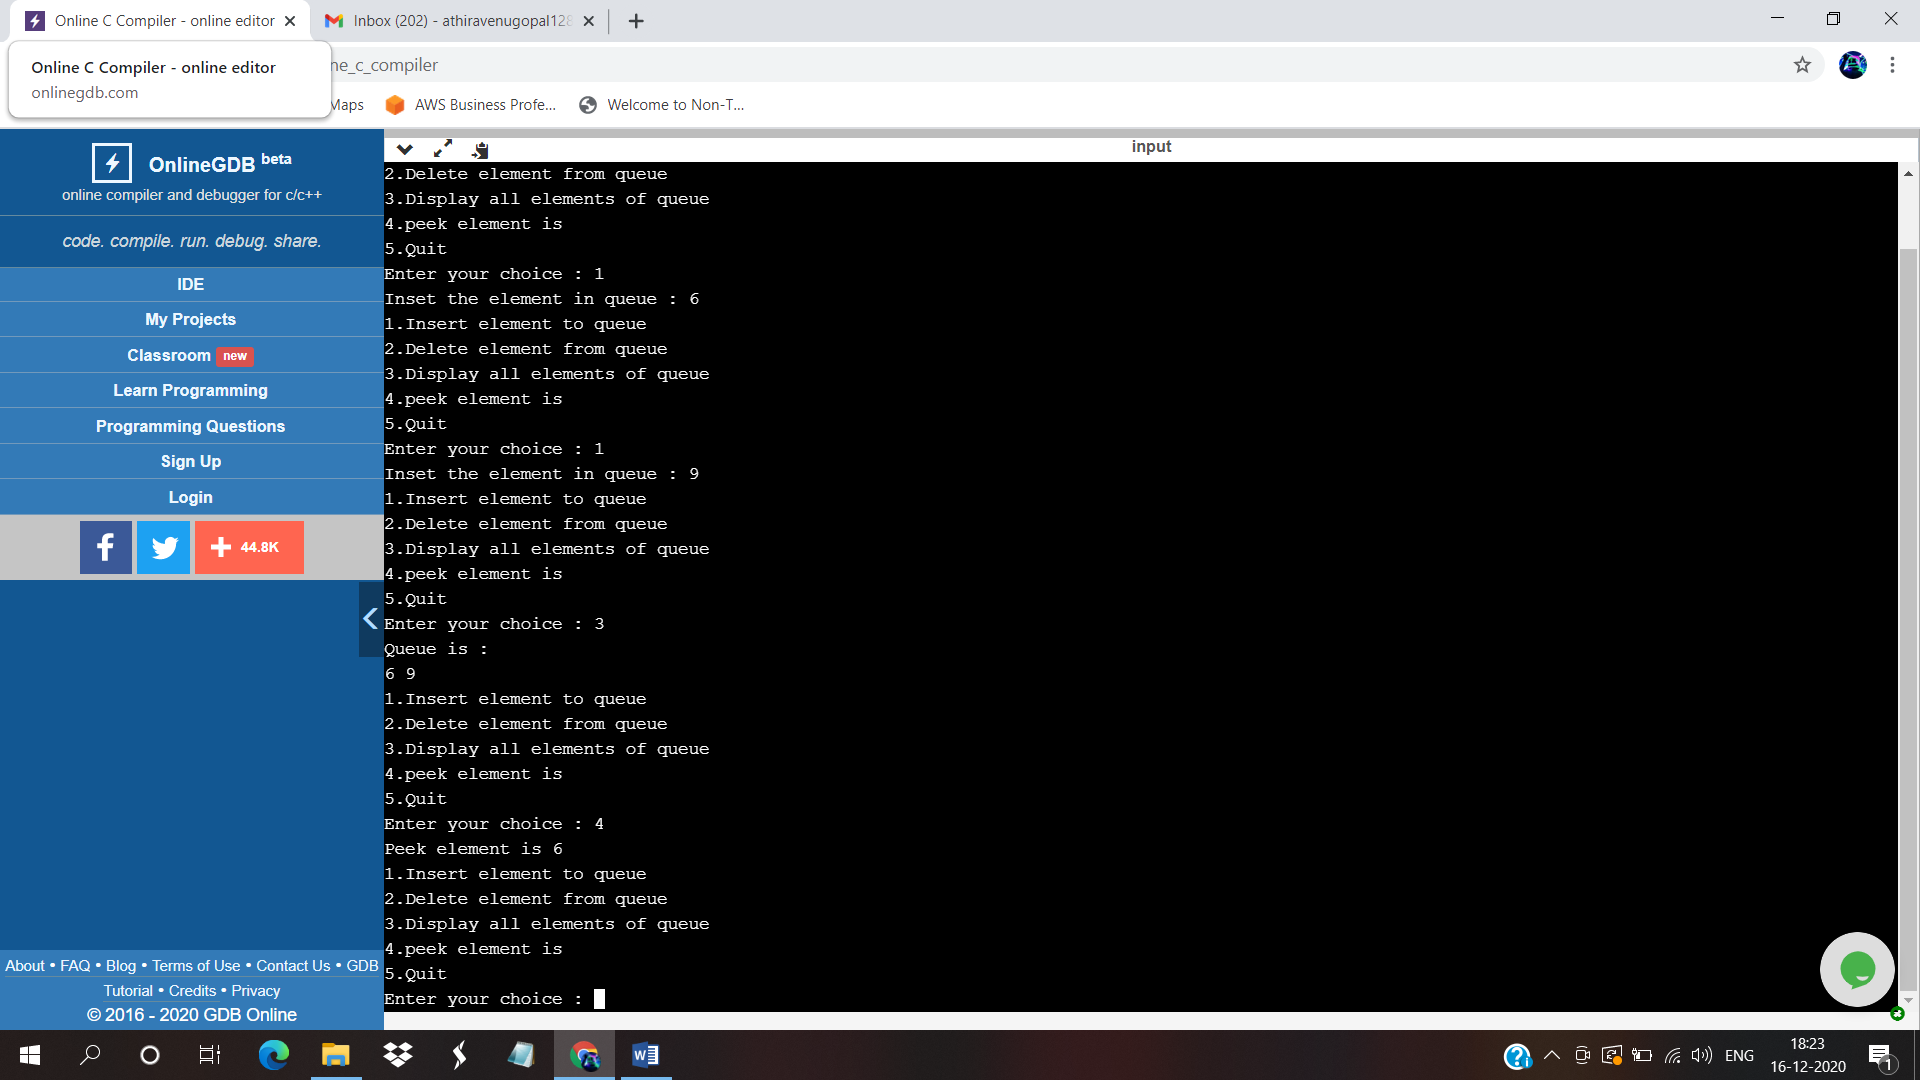 Online C Compiler - online editor
Inbox (202) - athiravenugopal128
Online C Compiler - online editor
onlinegdb.com
ne_c_compiler
Maps
AWS Business Profe...
Welcome to Non-T...
OnlineGDB beta
online compiler and debugger for c/c++
code. compile. run. debug. share.
IDE
My Projects
Classroom new
Learn Programming
Programming Questions
Sign Up
Login
44.8K
About • FAQ • Blog • Terms of Use • Contact Us • GDB
Tutorial • Credits • Privacy
© 2016 - 2020 GDB Online
input
2.Delete element from queue
3.Display all elements of queue
4.peek element is
5.Quit
Enter your choice : 1
Inset the element in queue : 6
1.Insert element to queue
2.Delete element from queue
3.Display all elements of queue
4.peek element is
5.Quit
Enter your choice : 1
Inset the element in queue : 9
1.Insert element to queue
2.Delete element from queue
3.Display all elements of queue
4.peek element is
5.Quit
Enter your choice : 3
Queue is :
6 9
1.Insert element to queue
2.Delete element from queue
3.Display all elements of queue
4.peek element is
5.Quit
Enter your choice : 4
Peek element is 6
1.Insert element to queue
2.Delete element from queue
3.Display all elements of queue
4.peek element is
5.Quit
Enter your choice :
ENG
18:23
16-12-2020
1